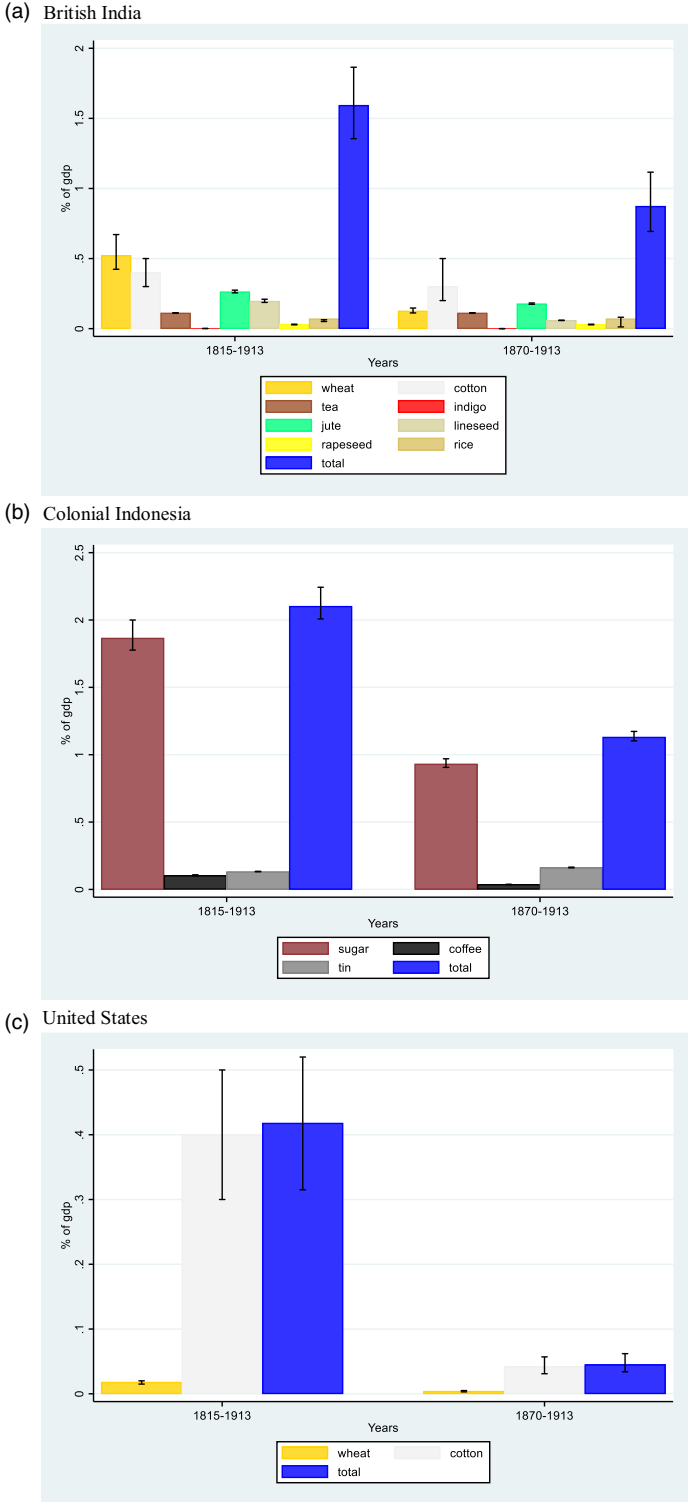 (a) British India
% of gdp
2
1.5
1
.5
0
1815-1913 1870-1913
Years
wheat cotton
tea indigo
jute lineseed
rapeseed rice
total
(b) Colonial Indonesia
% of gdp
2.5
2
1.5
1
.5
0
1815-1913 1870-1913
Years
sugar coffee
tin total
(c) United States
% of gdp
.5
.4
.3
.2
.1
0
1815-1913 1870-1913
Years
wheat cotton
total